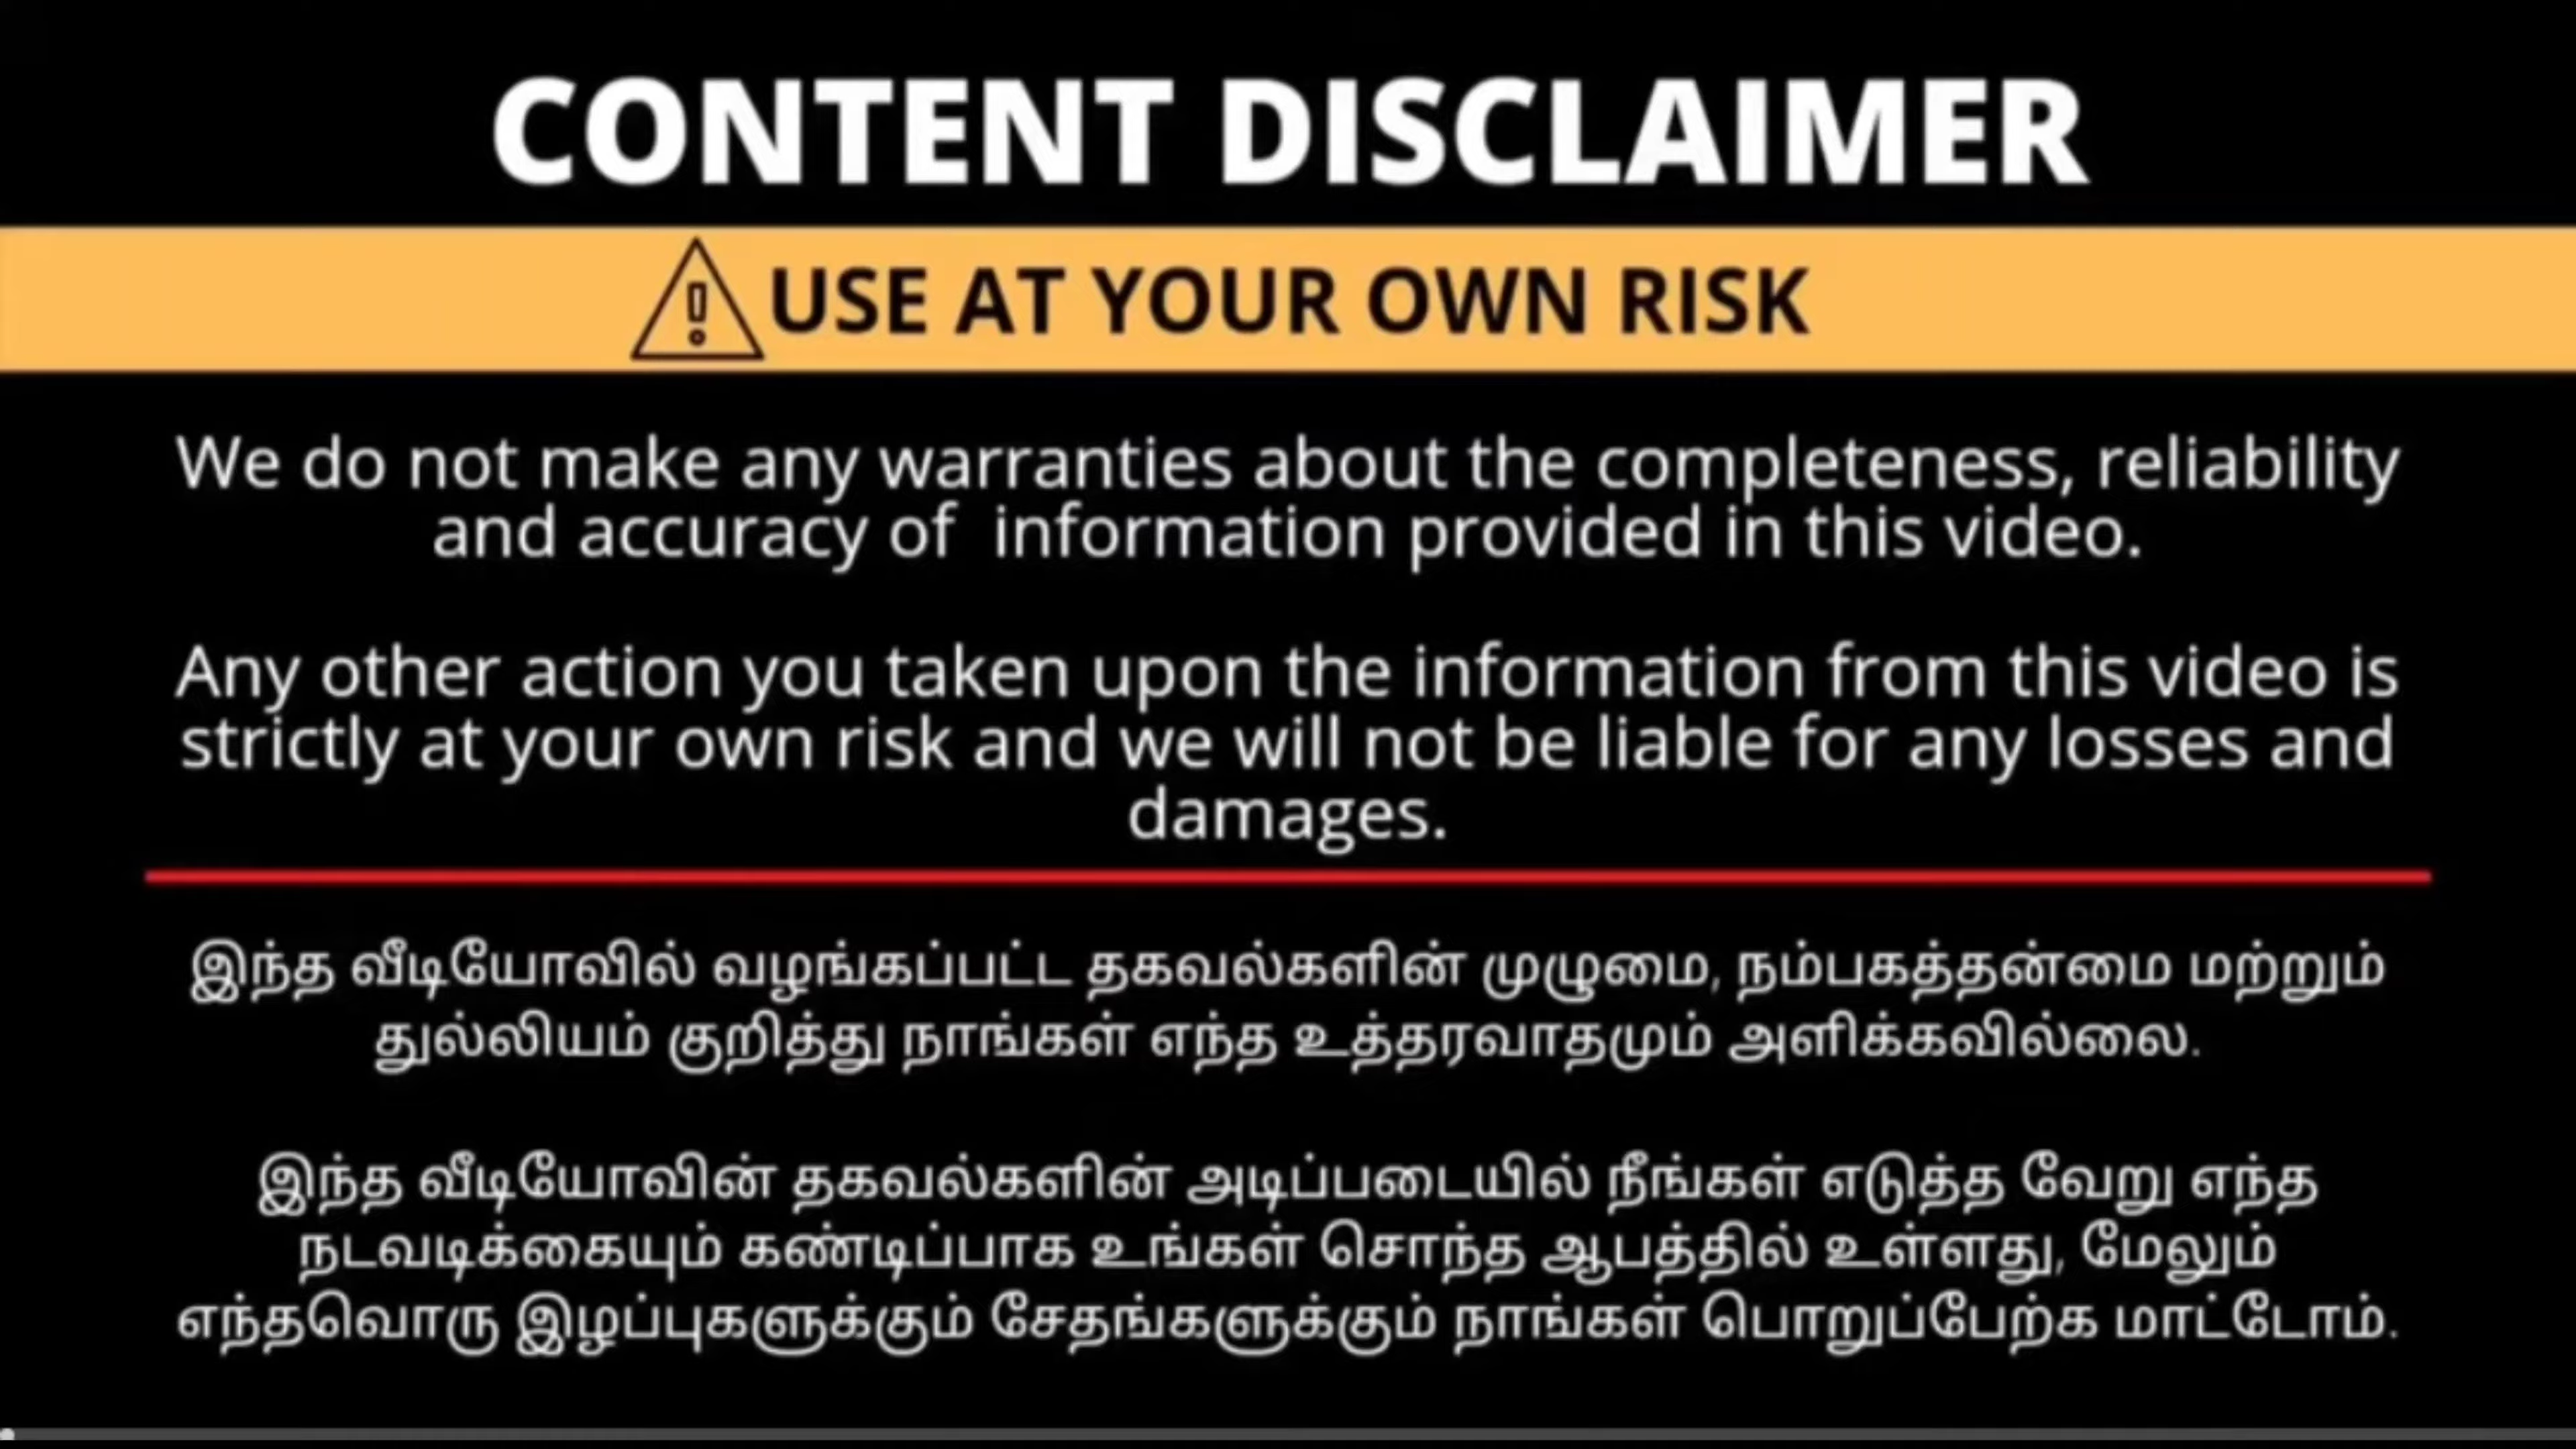 CONTENT DISCLAIMER
USE AT YOUR OWN RISK
We do not make any warranties about the completeness, reliability
and accuracy of  information provided in this video.
Any other action you taken upon the information from this video is
strictly at your own risk and we will not be liable for any losses and
damages.
இந்த வீடியோவில் வழங்கப்பட்ட தகவல்களின் முழுமை, நம்பகத்தன்மை மற்றும்
துல்லியம் குறித்து நாங்கள் எந்த உத்தரவாதமும் அளிக்கவில்லை.
இந்த வீடியோவின் தகவல்களின் அடிப்படையில் நீங்கள் எடுத்த வேறு எந்த
நடவடிக்கையும் கண்டிப்பாக உங்கள் சொந்த ஆபத்தில் உள்ளது, மேலும்
எந்தவொரு இழப்புகளுக்கும் சேதங்களுக்கும் நாங்கள் பொறுப்பேற்க மாட்டோம்.